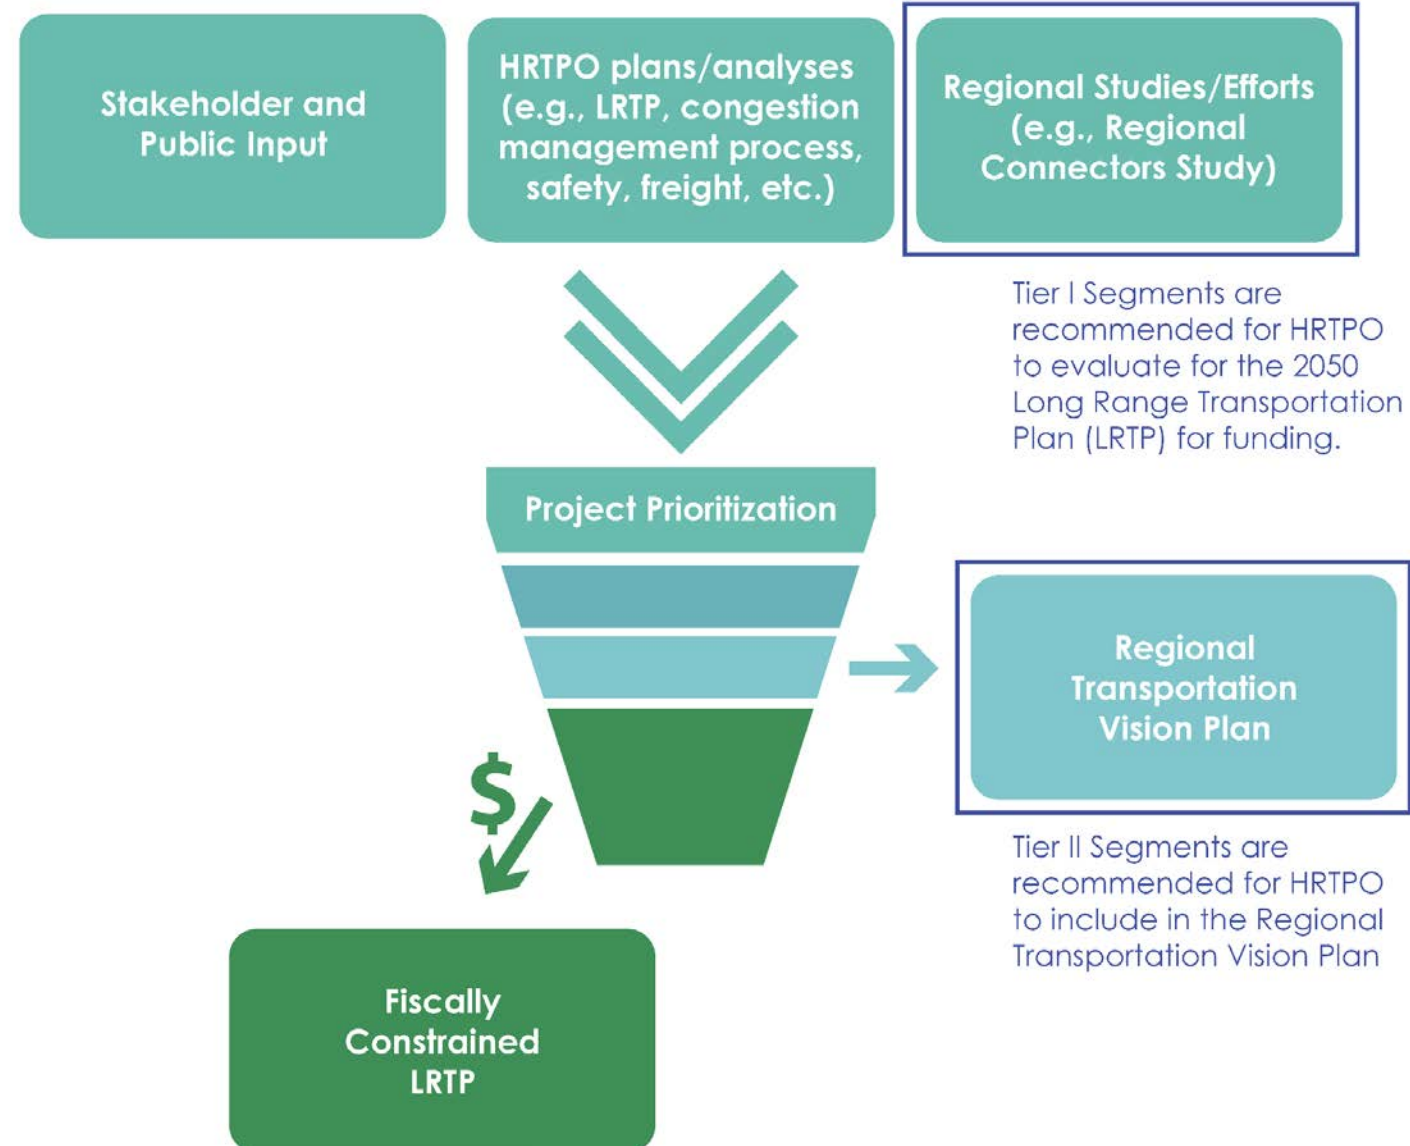 Stakeholder and
Public Input
HRTPO plans/analyses
(e.g., LRTP, congestion
management process,
safety, freight, etc.)
Regional Studies/Efforts
(e.g., Regional
Connectors Study)
Tier I Segments are
recommended for HRTPO
to evaluate for the 2050
Long Range Transportation
Plan (LRTP) for funding.
Project Prioritization
Regional
Transportation
Vision Plan
$
Tier II Segments are
recommended for HRTPO
to include in the Regional
Transportation Vision Plan
Fiscally
Constrained
LRTP